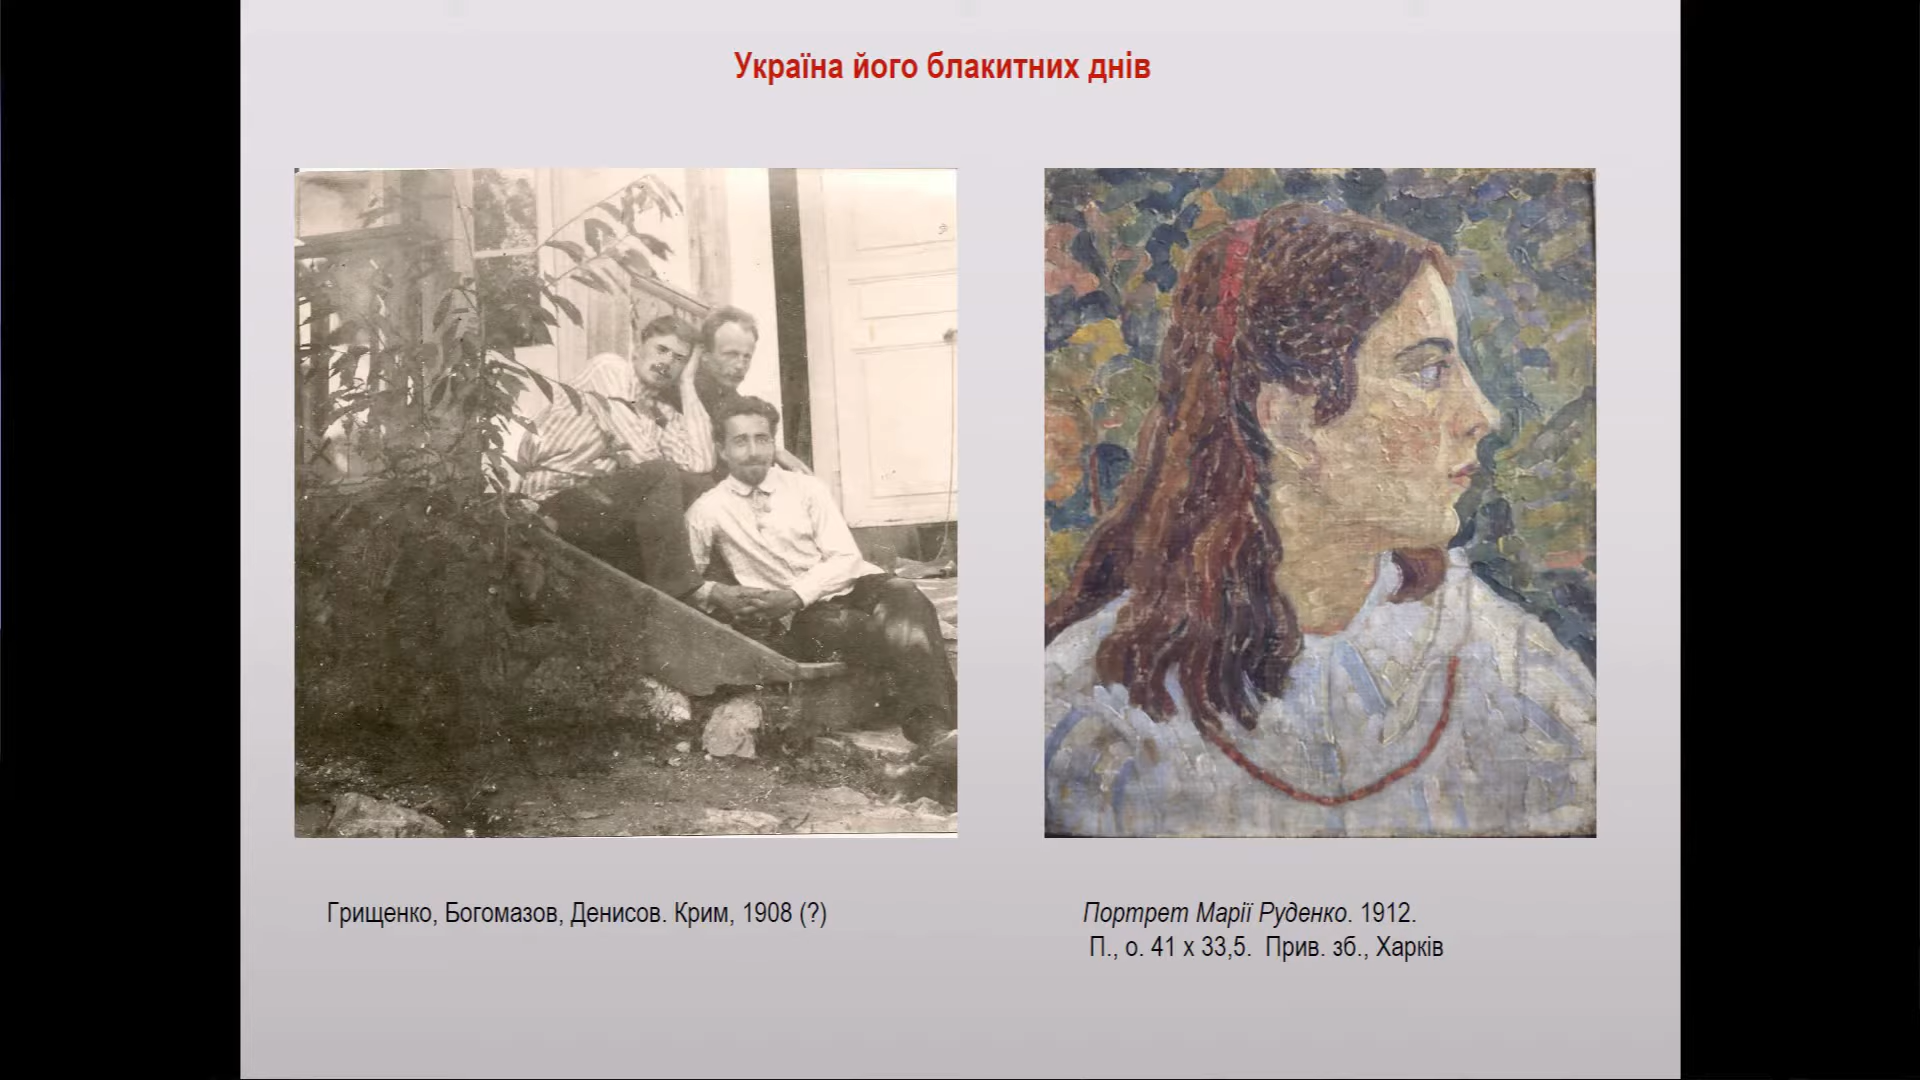 Україна його блакитних днів
Грищенко, Богомазов, Денисов. Крим, 1908 (?)
Портрет Марії Руденко. 1912.
П., о. 41 х 33,5. Прив. зб., Харків